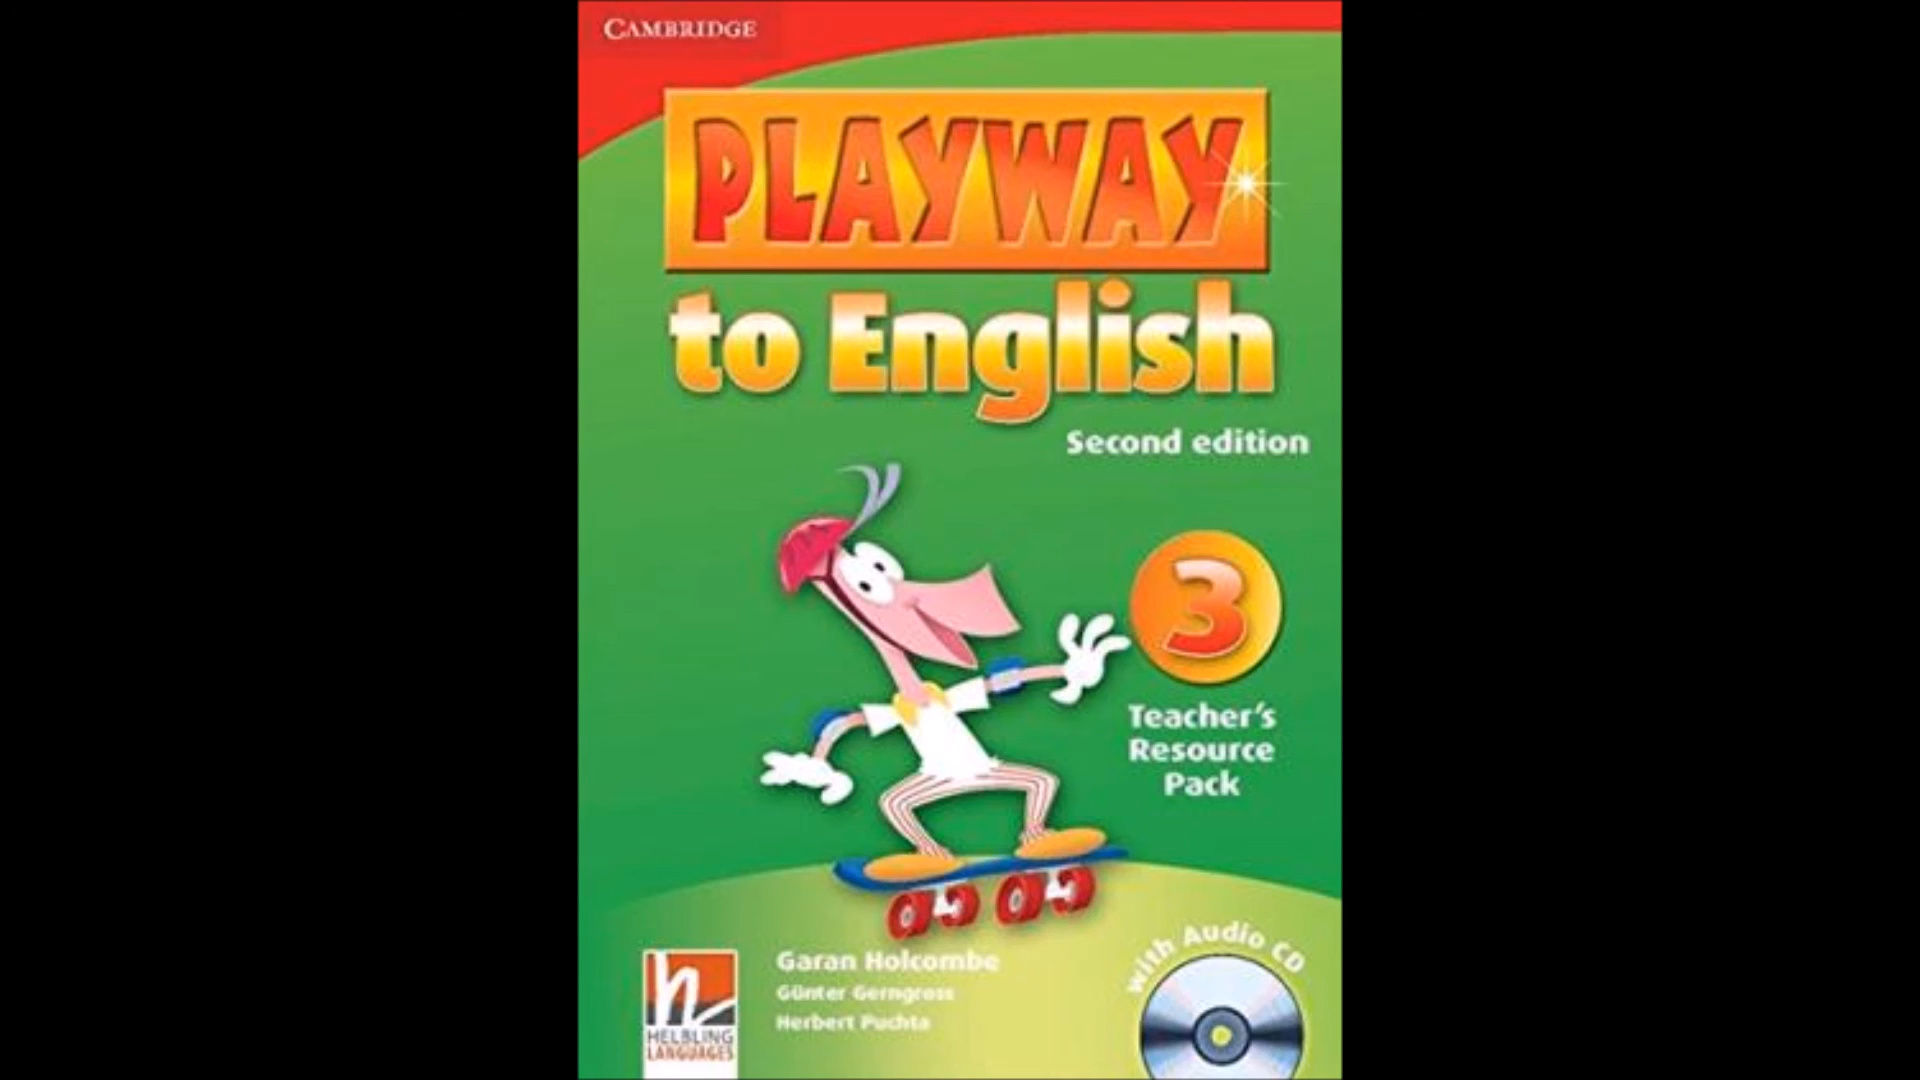 CAMBRIDGE
PLAYWAY
to English
Second edition
3
Teacher's
Resource
Pack
with Audio CD
Garan Holcombe
Günter Gerngross
Herbert Puchta
h
HELBLING
LANGUAGES